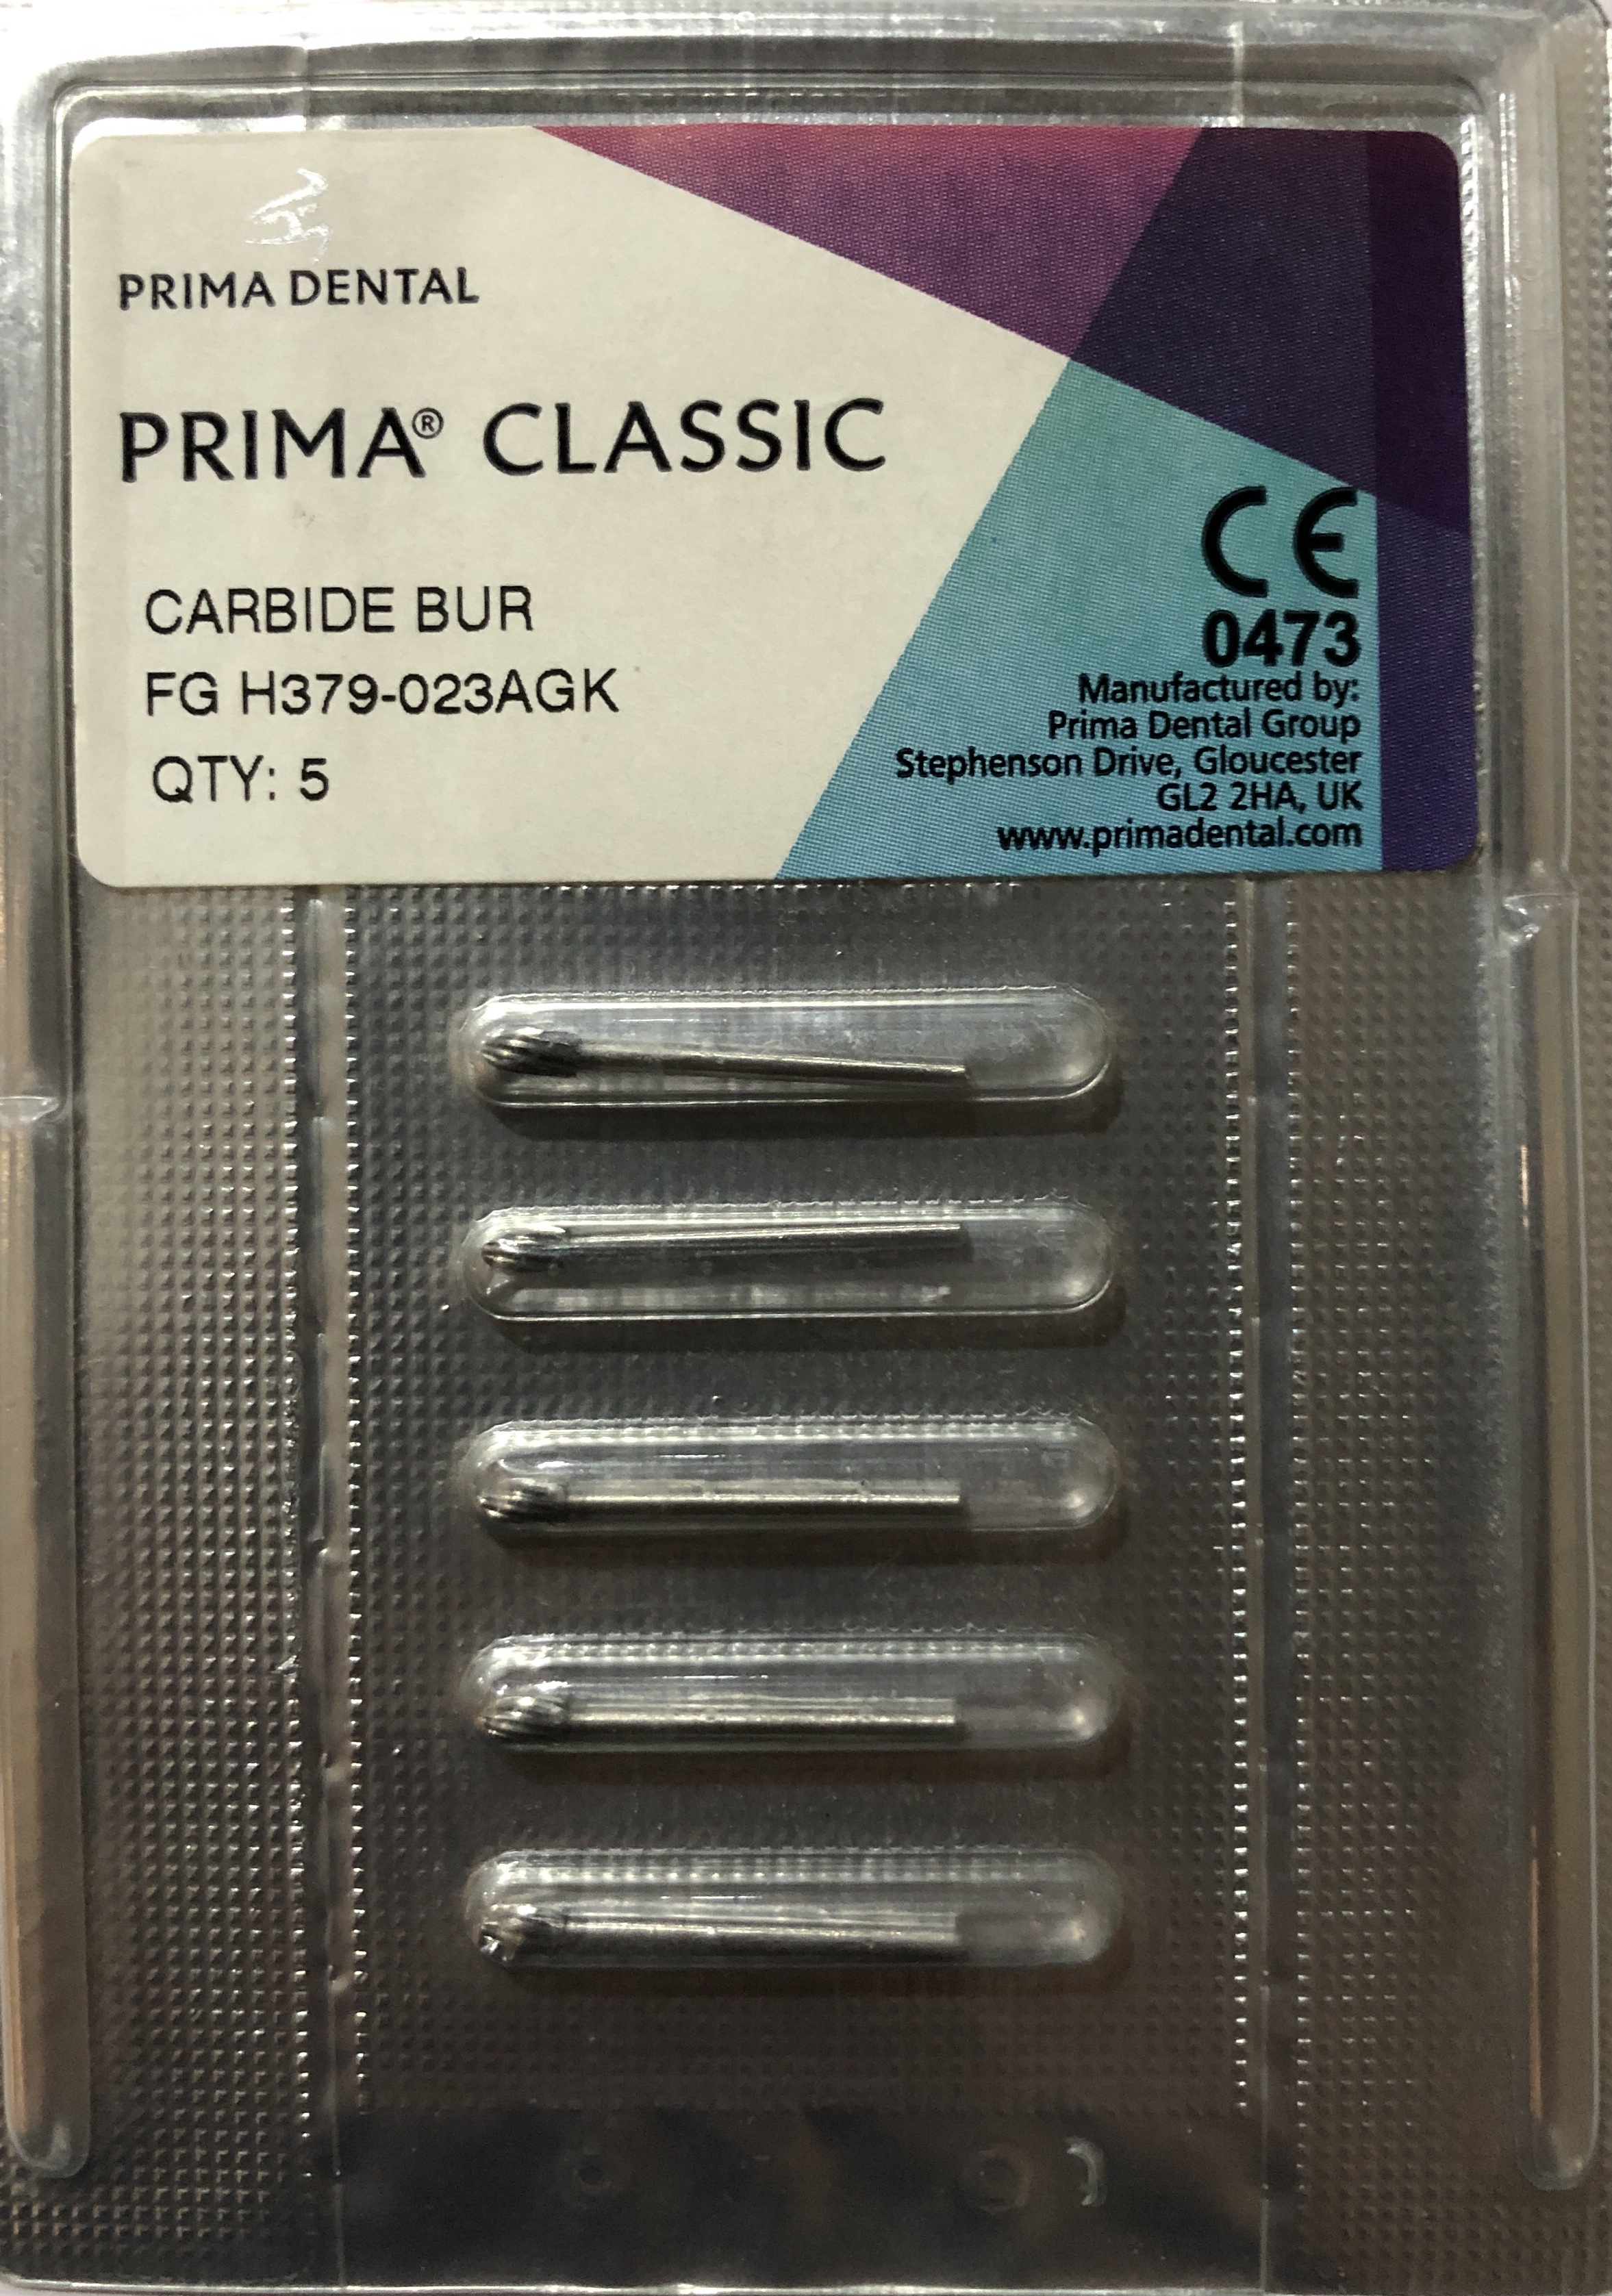 PRIMA DENTAL
PRIMA® CLASSIC
CARBIDE BUR
FG H379-023AGK
QTY: 5
CE
0473
Manufactured by:
Prima Dental Group
Stephenson Drive, Gloucester
GL2 2HA, UK
www.primadental.com